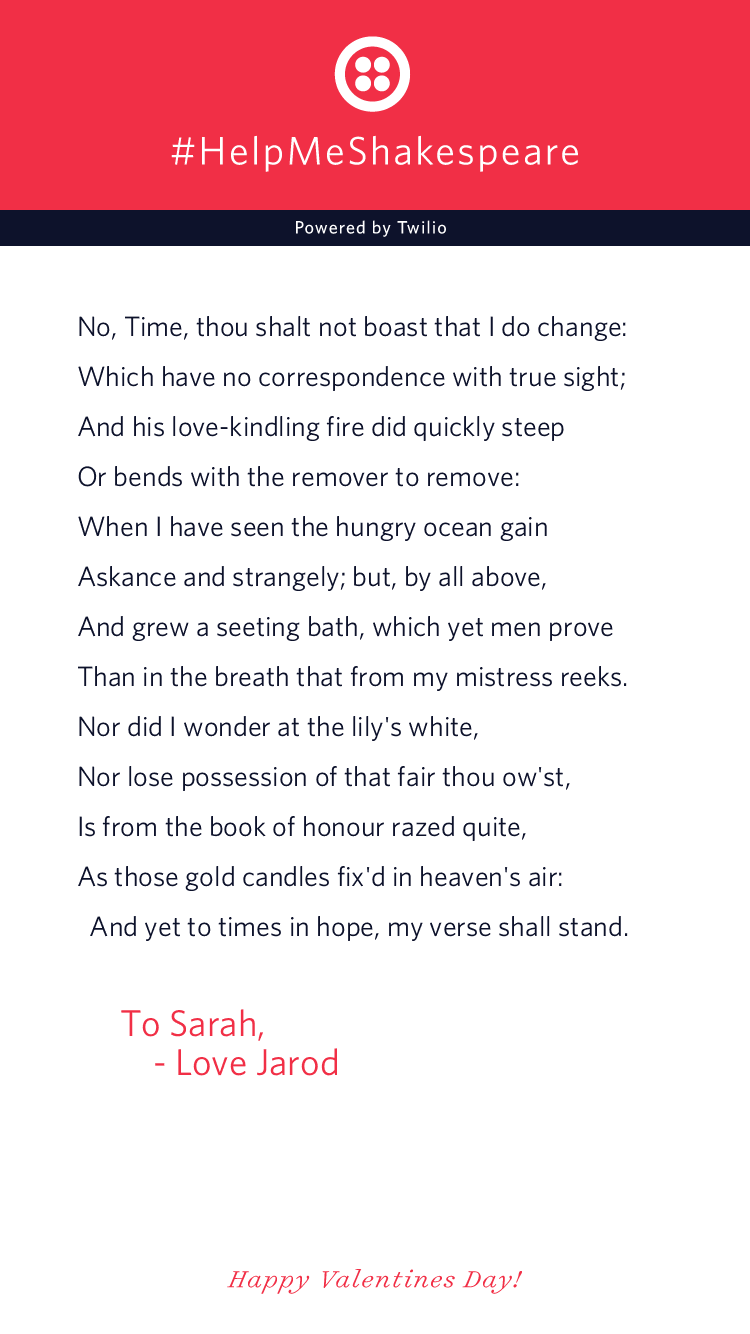 #HelpMeShakespeare
Powered by Twilio
No, Time, thou shalt not boast that I do change:
Which have no correspondence with true sight;
And his love-kindling fire did quickly steep
Or bends with the remover to remove:
When I have seen the hungry ocean gain
Askance and strangely; but, by all above,
And grew a seeting bath, which yet men prove
Than in the breath that from my mistress reeks.
Nor did I wonder at the lily's white,
Nor lose possession of that fair thou ow'st,
Is from the book of honour razed quite,
As those gold candles fix'd in heaven's air:
And yet to times in hope, my verse shall stand.
To Sarah,
- Love Jarod
Happy Valentines Day!